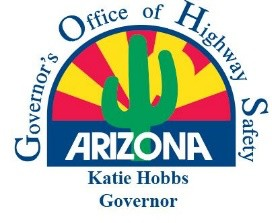 Governor's Office of Highway Safety
ARIZONA
Katie Hobbs
Governor